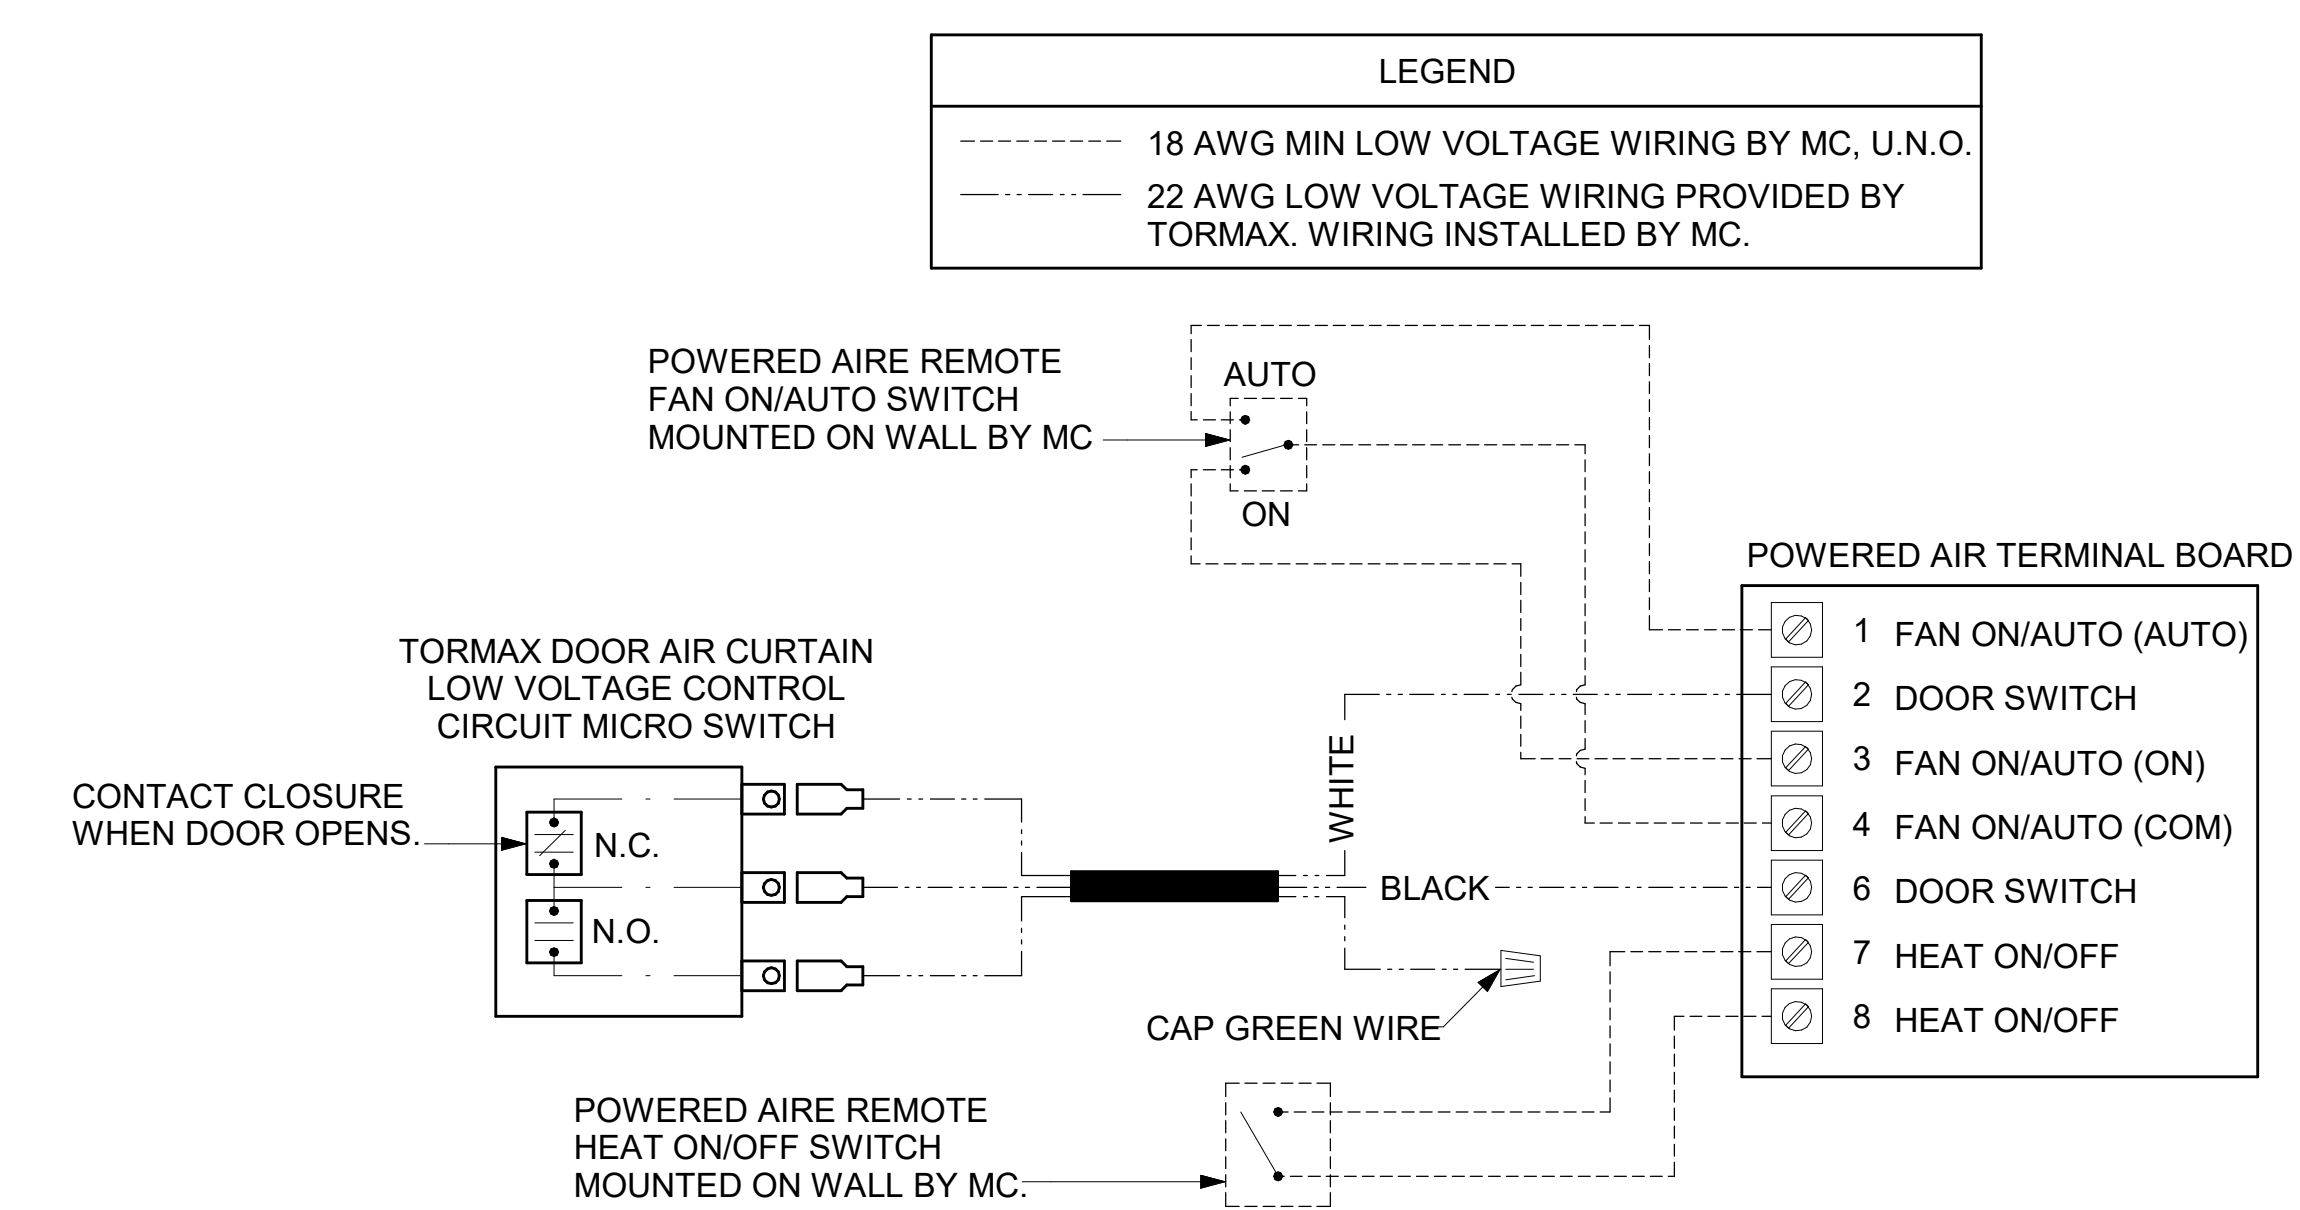 LEGEND
18 AWG MIN LOW VOLTAGE WIRING BY MC, U.N.O.
22 AWG LOW VOLTAGE WIRING PROVIDED BY
TORMAX. WIRING INSTALLED BY MC.
POWERED AIRE REMOTE
FAN ON/AUTO SWITCH
MOUNTED ON WALL BY MC
AUTO
ON
POWERED AIR TERMINAL BOARD
1 FAN ON/AUTO (AUTO)
2 DOOR SWITCH
3 FAN ON/AUTO (ON)
4 FAN ON/AUTO (COM)
6 DOOR SWITCH
7 HEAT ON/OFF
8 HEAT ON/OFF
TORMAX DOOR AIR CURTAIN
LOW VOLTAGE CONTROL
CIRCUIT MICRO SWITCH
CONTACT CLOSURE
WHEN DOOR OPENS.
N.C.
N.O.
WHITE
BLACK
CAP GREEN WIRE
POWERED AIRE REMOTE
HEAT ON/OFF SWITCH
MOUNTED ON WALL BY MC.